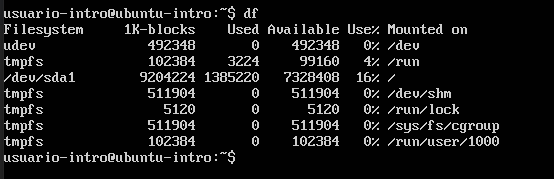 usuario-intro@ubuntu-intro:~$ df
Filesystem     1K-blocks    Used Available Use% Mounted on
udev              492348       0    492348   0% /dev
tmpfs             102384    3224     99160   4% /run
/dev/sda1        9204224 1385220   7328408  16% /
tmpfs             511904       0    511904   0% /dev/shm
tmpfs               5120       0      5120   0% /run/lock
tmpfs             511904       0    511904   0% /sys/fs/cgroup
tmpfs             102384       0    102384   0% /run/user/1000
usuario-intro@ubuntu-intro:~$